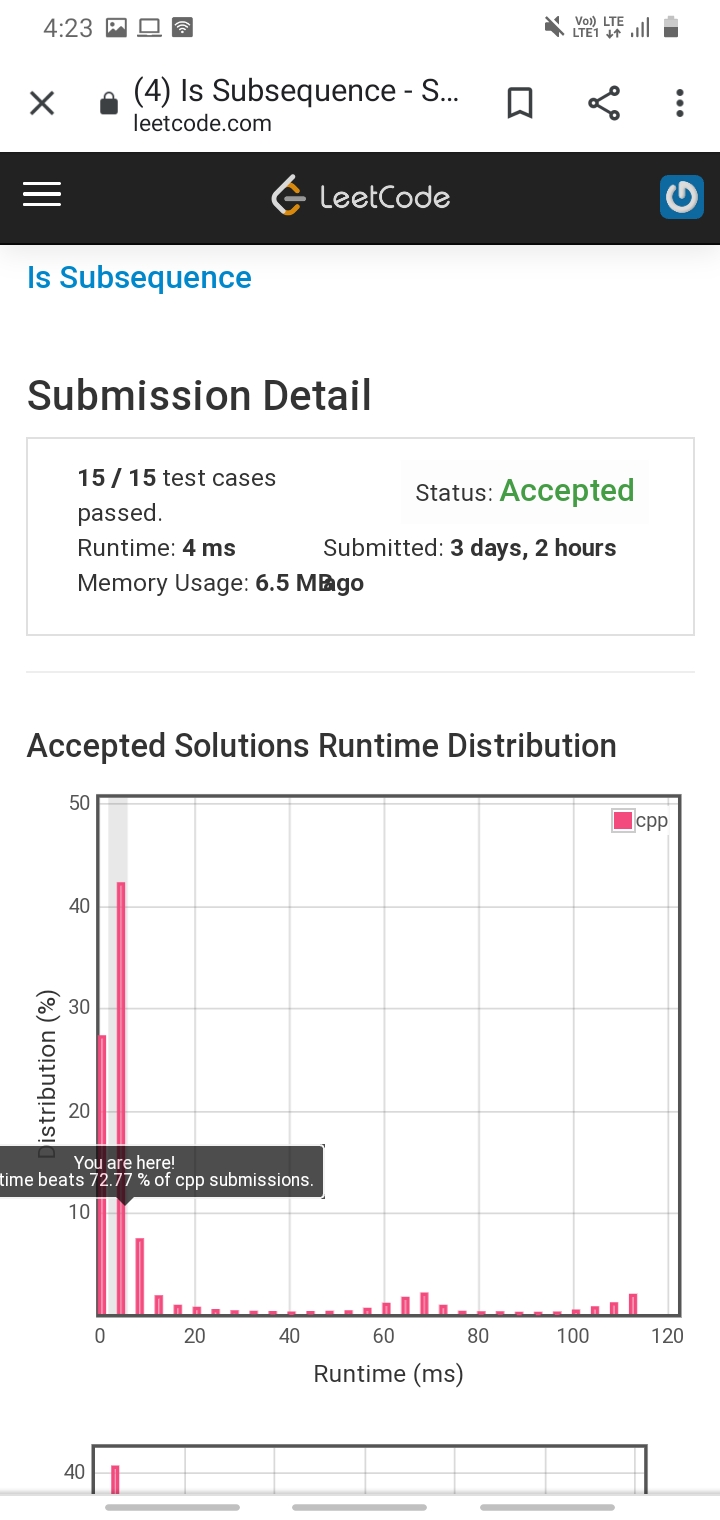 4:23
Vo)) LTE
LTE1
(4) Is Subsequence - S...
leetcode.com
LeetCode
Is Subsequence
Submission Detail
15 / 15 test cases
passed.
Status: Accepted
Runtime: 4 ms
Submitted: 3 days, 2 hours
ago
Memory Usage: 6.5 MB
Accepted Solutions Runtime Distribution
cpp
50
40
30
20
10
Distribution (%)
You are here!
time beats 72.77 % of cpp submissions.
0 20 40 60 80 100 120
Runtime (ms)
40